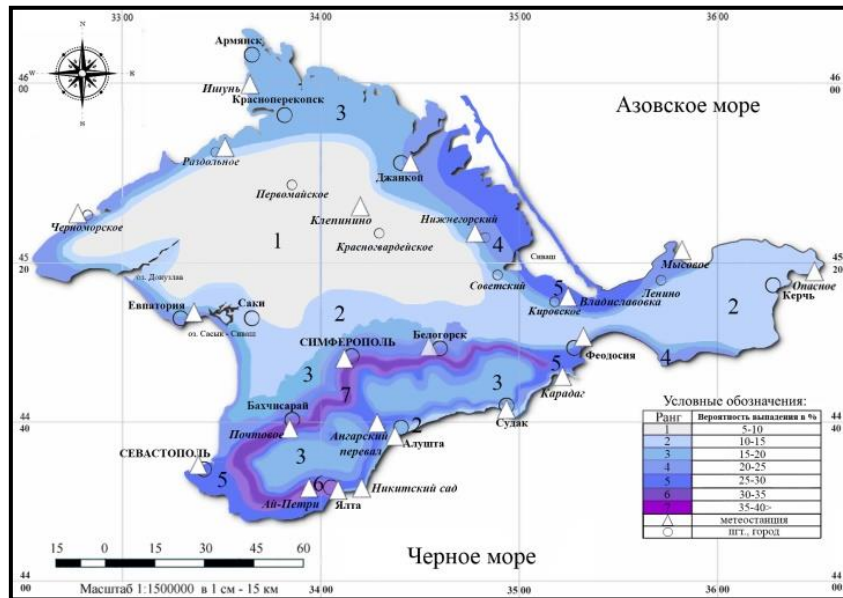 33 00
34 00
35 00
36 00
Армянск
N
W
E
S
46
00
46
00
Ишунь
Красноперекопск
3
Азовское море
Раздольное
Джанкой
Первомайское
Клепинино
Черноморское
Нижнегорский
4
1
Красногвардейское
Сиваш
Мысовое
45
20
45
20
оз. Донузлав
Советский
5
Опасное
Владиславовка
Ленино
2
Керчь
Евпатория
Саки
2
Кировское
оз. Сасык - Сиваш
Белогорск
СИМФЕРОПОЛЬ
Феодосия
4
3
7
3
5
Карадаг
Условные обозначения:
Ранг
Вероятность выпадения в %
1
5-10
2
10-15
3
15-20
4
20-25
5
25-30
6
30-35
7
35-40>
метеостанция
пгт., город
44
40
44
40
Бахчисарай
Судак
Почтовое
Ангарский
перевал
2
Алушта
СЕВАСТОПОЛЬ
3
5
6
Никитский сад
Ай-Петри
Ялта
Черное море
15
0
15
30
45
60
Масштаб 1:1500000 в 1 см - 15 км
44
00
34 00
35 00
36 00
44
00